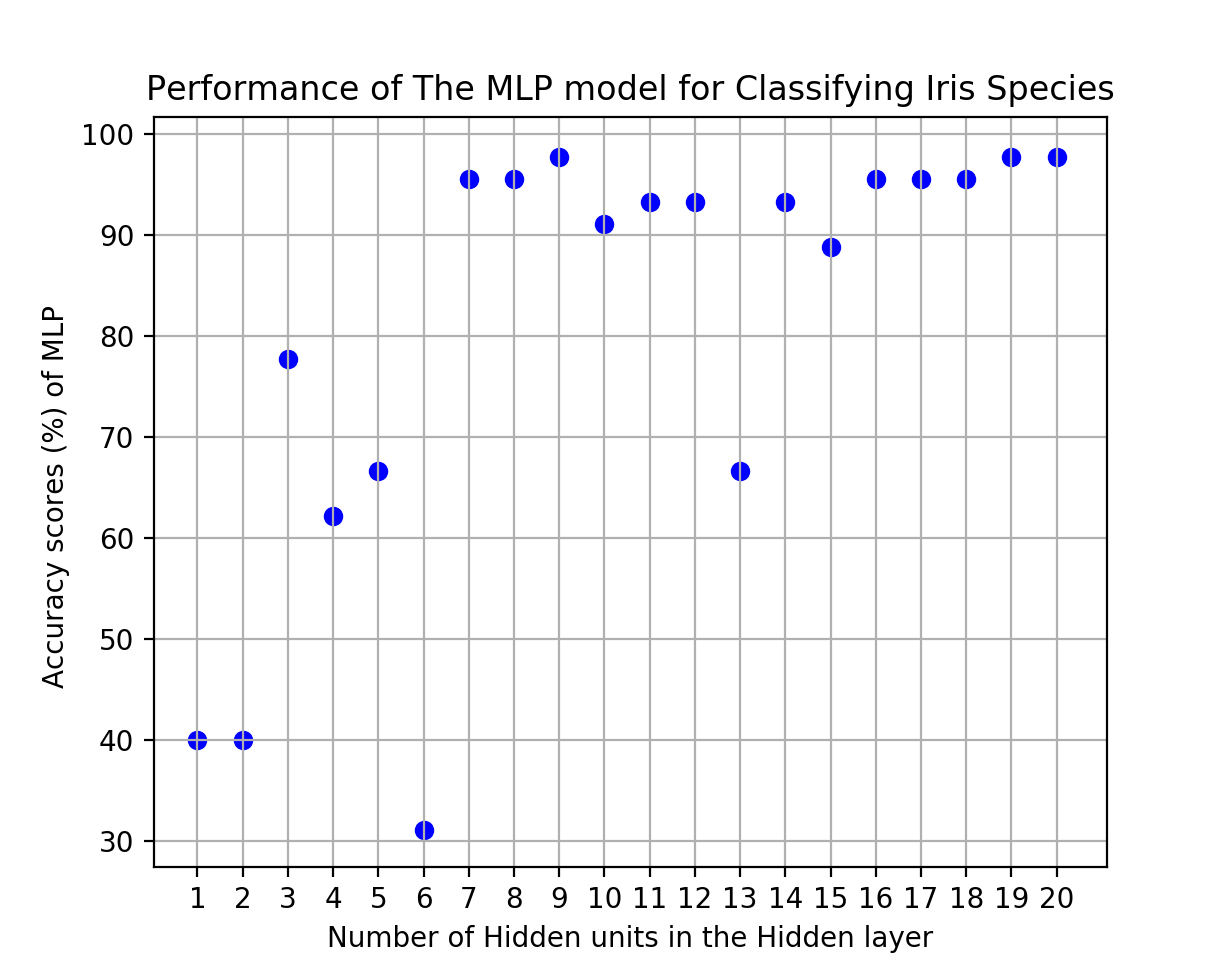 Performance of The MLP model for Classifying Iris Species
Accuracy scores (%) of MLP
100
90
80
70
60
50
40
30
1 2 3 4 5 6 7 8 9 10 11 12 13 14 15 16 17 18 19 20
Number of Hidden units in the Hidden layer